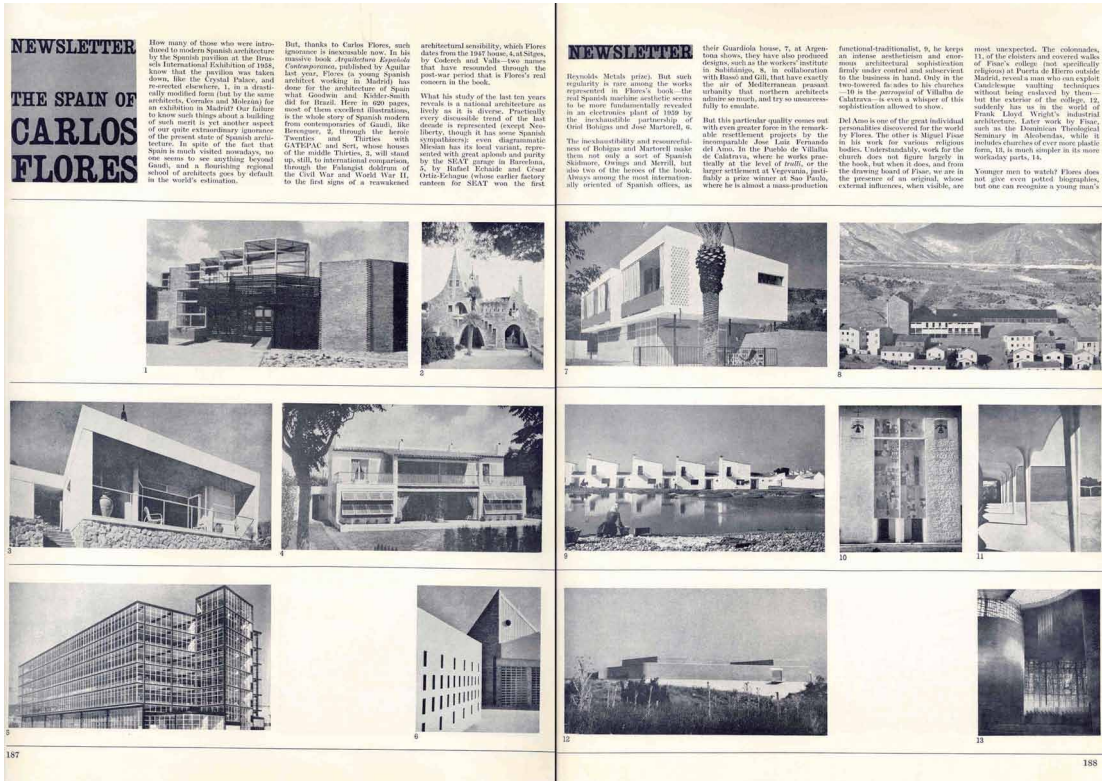 NEWSLETTER
THE SPAIN OF
CARLOS
FLORES
How many of those who were intro-
duced to modern Spanish architecture
by the Spanish pavilion at the Brus-
sels International Exhibition of 1958,
know that the pavilion was taken
down, like the Crystal Palace, and
re-erected elsewhere, 1, in a drasti-
cally modified form (but by the same
architects, Corrales and Molezún) for
an exhibition in Madrid? Our failure
to know such things about a building
of such merit is yet another aspect
of our quite extraordinary ignorance
of the present state of Spanish archi-
tecture. In spite of the fact that
Spain is much visited nowadays, no
one seems to see anything beyond
Gaudi, and a flourishing regional
school of architects goes by default
in the world's estimation.
But, thanks to Carlos Flores, such
ignorance is inexcusable now. In his
massive book Arquitectura Española
Contemporanea, published by Aguilar
last year, Flores (a young Spanish
architect working in Madrid) has
done for the architecture of Spain
what Goodwin and Kidder-Smith
did for Brazil. Here in 620 pages,
most of them excellent illustrations,
is the whole story of Spanish modern
from contemporaries of Gaudi, like
Berenguer, 2, through the heroic
Twenties and Thirties with
GATEPAC and Sert, whose houses
of the middle Thirties, 3, will stand
up, still, to international comparison,
through the Falangist doldrum of
the Civil War and World War II,
to the first signs of a reawakened
architectural sensibility, which Flores
dates from the 1947 house, 4, at Sitges,
by Coderch and Valls—two names
that have resounded through the
post-war period that is Flores's real
concern in the book.
What his study of the last ten years
reveals is a national architecture as
lively as it is diverse. Practically
every discussible trend of the last
decade is represented (except Neo-
liberty, though it has some Spanish
sympathizers); even diagrammatic
Miesian has its local variant, repre-
sented with great aplomb and purity
by the SEAT garage in Barcelona,
5, by Rafael Echaide and César
Ortiz-Echagüe (whose earlier factory
canteen for SEAT won the first
1
2
3
4
5
6
187
NEWSLETTER
Reynolds Metals prize). But such
regularity is rare among the works
represented in Flores's book—the
real Spanish machine aesthetic seems
to be more fundamentally revealed
in an electronics plant of 1959 by
Oriol Bohigas and José Martorell, 6.
The inexhaustibility and resourceful-
ness of Bohigas and Martorell make
them not only a sort of Spanish
Skidmore, Owings and Merrill, but
also two of the heroes of the book.
Always among the most internation-
ally oriented of Spanish offices, as
their Guardiola house, 7, at Argen-
tona shows, they have also produced
designs, such as the workers' institute
in Sabiñánigo, 8, in collaboration
with Bassó and Gili, that have exactly
the air of Mediterranean peasant
urbanity that northern architects
admire so much, and try so unsuccess-
fully to emulate.
But this particular quality comes out
with even greater force in the remark-
able resettlement projects by the
incomparable Jose Luiz Fernando
del Amo. In the Pueblo de Villalba
de Calatrava, where he works prac-
tically at the level of trulli, or the
larger settlement at Vegaviana, justi-
fiably a prize winner at Sao Paulo,
where he is almost a mass-production
functional-traditionalist, 9, he keeps
an intense aestheticism and enor-
mous architectural sophistication
firmly under control and subservient
to the business in hand. Only in the
two-towered façades to his churches
—10 is the parroquial of Villalba de
Calatrava—is even a whisper of this
sophistication allowed to show.
Del Amo is one of the great individual
personalities discovered for the world
by Flores. The other is Miguel Fisac
in his work for various religious
bodies. Understandably, work for the
church does not figure largely in
the book, but when it does, and from
the drawing board of Fisac, we are in
the presence of an original, whose
external influences, when visible, are
most unexpected. The colonnades,
11, of the cloisters and covered walks
of Fisac's college (not specifically
religious) at Puerta de Hierro outside
Madrid, reveal a man who can exploit
Candelesque vaulting techniques
without being enslaved by them—
but the exterior of the college, 12,
suddenly has us in the world of
Frank Lloyd Wright's industrial
architecture. Later work by Fisac,
such as the Dominican Theological
Seminary in Alcobendas, while it
includes churches of ever more plastic
form, 13, is much simpler in its more
workaday parts, 14.
Younger men to watch? Flores does
not give even potted biographies,
but one can recognize a young man's
7
8
9
10
11
12
13
188